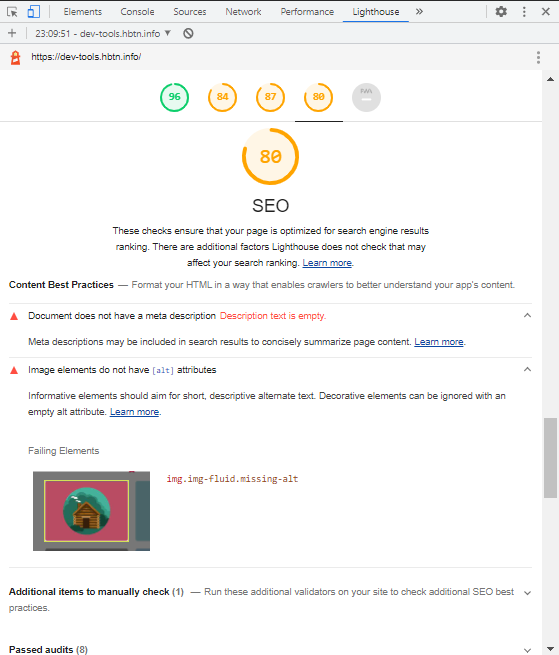 Elements Console Sources Network Performance Lighthouse »
+ 23:09:51 - dev-tools.hbtn.info
https://dev-tools.hbtn.info/
96 84 87 80 PWA
80
SEO
These checks ensure that your page is optimized for search engine results
ranking. There are additional factors Lighthouse does not check that may
affect your search ranking. Learn more.
Content Best Practices — Format your HTML in a way that enables crawlers to better understand your app's content.
Document does not have a meta description Description text is empty.
Meta descriptions may be included in search results to concisely summarize page content. Learn more.
Image elements do not have [alt] attributes
Informative elements should aim for short, descriptive alternate text. Decorative elements can be ignored with an
empty alt attribute. Learn more.
Failing Elements
img.img-fluid.missing-alt
Additional items to manually check (1) — Run these additional validators on your site to check additional SEO best
practices.
Passed audits (8)